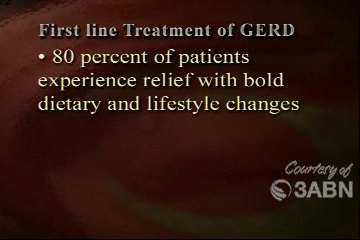 First line Treatment of GERD
• 80 percent of patients
experience relief with bold
dietary and lifestyle changes
Courtesy of
3ABN